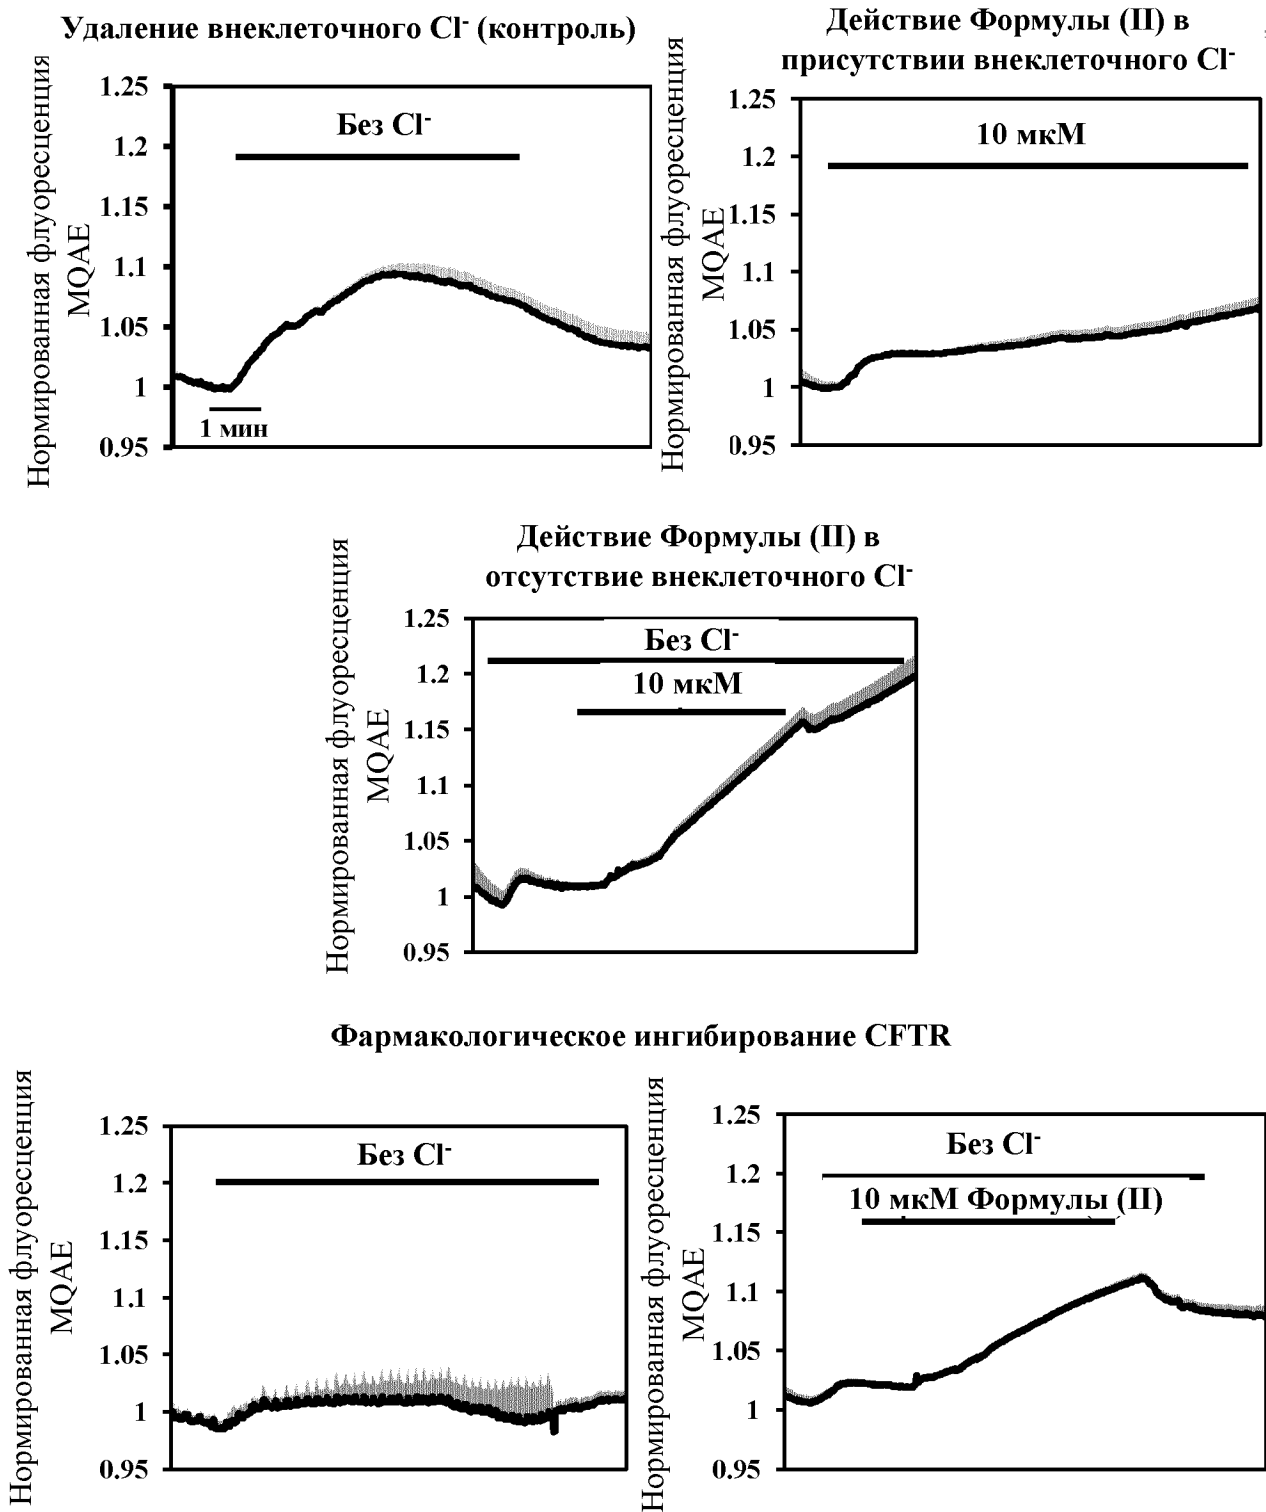 Удаление внеклеточного Cl⁻ (контроль)
Нормированная флуоресценция
MQAE
1.25
1.2
1.15
1.1
1.05
1
0.95
Без Cl⁻
1 мин
Действие Формулы (II) в
присутствии внеклеточного Cl⁻
Нормированная флуоресценция
MQAE
1.25
1.2
1.15
1.1
1.05
1
0.95
10 мкМ
Действие Формулы (II) в
отсутствие внеклеточного Cl⁻
Нормированная флуоресценция
MQAE
1.25
1.2
1.15
1.1
1.05
1
0.95
Без Cl⁻
10 мкМ
Фармакологическое ингибирование CFTR
Нормированная флуоресценция
MQAE
1.25
1.2
1.15
1.1
1.05
1
0.95
Без Cl⁻
Нормированная флуоресценция
MQAE
1.25
1.2
1.15
1.1
1.05
1
0.95
Без Cl⁻
10 мкМ Формулы (II)